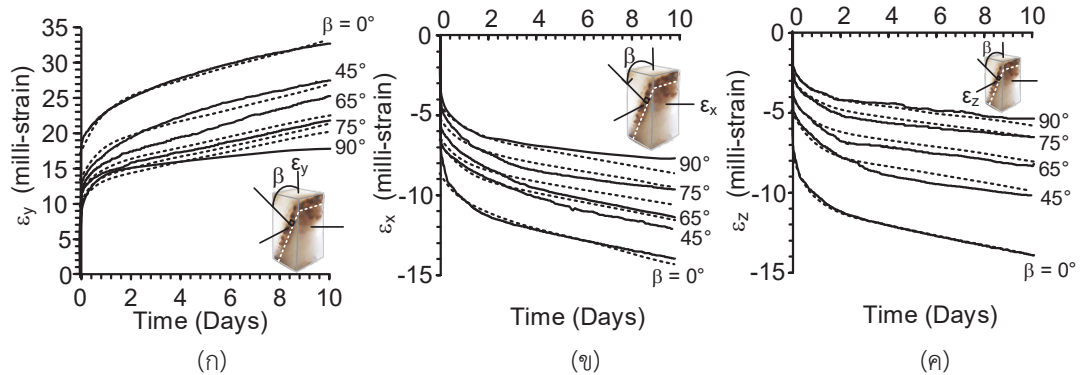 β = 0°
45°
65°
75°
90°
35
30
25
20
15
10
5
0
εy (milli-strain)
β
εy
0 2 4 6 8 10
Time (Days)
(ก)
0 2 4 6 8 10
0
−5
−10
−15
εx (milli-strain)
β
εx
90°
75°
65°
45°
β = 0°
Time (Days)
(ข)
0 2 4 6 8 10
0
−5
−10
−15
εz (milli-strain)
β
εz
90°
75°
65°
45°
β = 0°
Time (Days)
(ค)